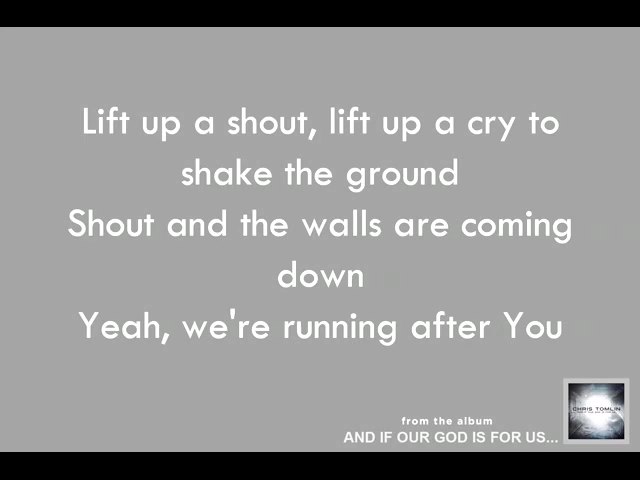 Lift up a shout, lift up a cry to
shake the ground
Shout and the walls are coming
down
Yeah, we're running after You
from the album
AND IF OUR GOD IS FOR US...
CHRIS TOMLIN